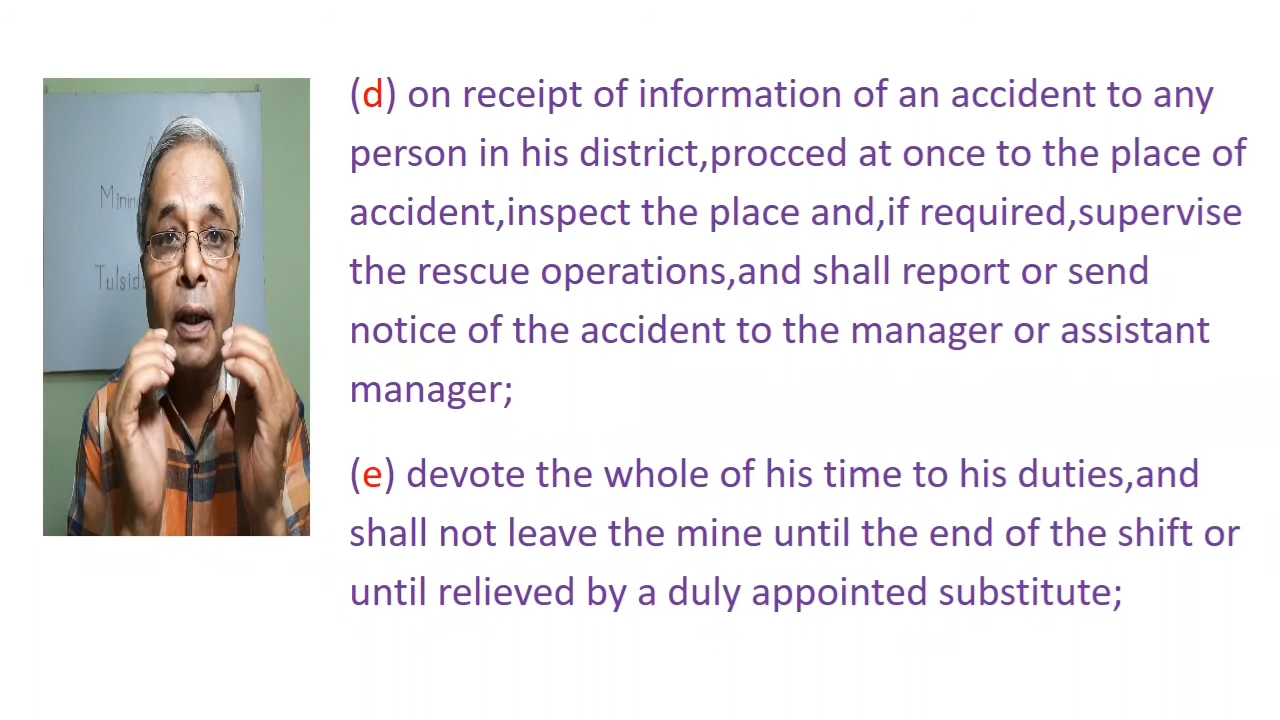 A
Minin
Tulsid
(d) on receipt of information of an accident to any
person in his district,procced at once to the place of
accident,inspect the place and,if required,supervise
the rescue operations,and shall report or send
notice of the accident to the manager or assistant
manager;
(e) devote the whole of his time to his duties,and
shall not leave the mine until the end of the shift or
until relieved by a duly appointed substitute;